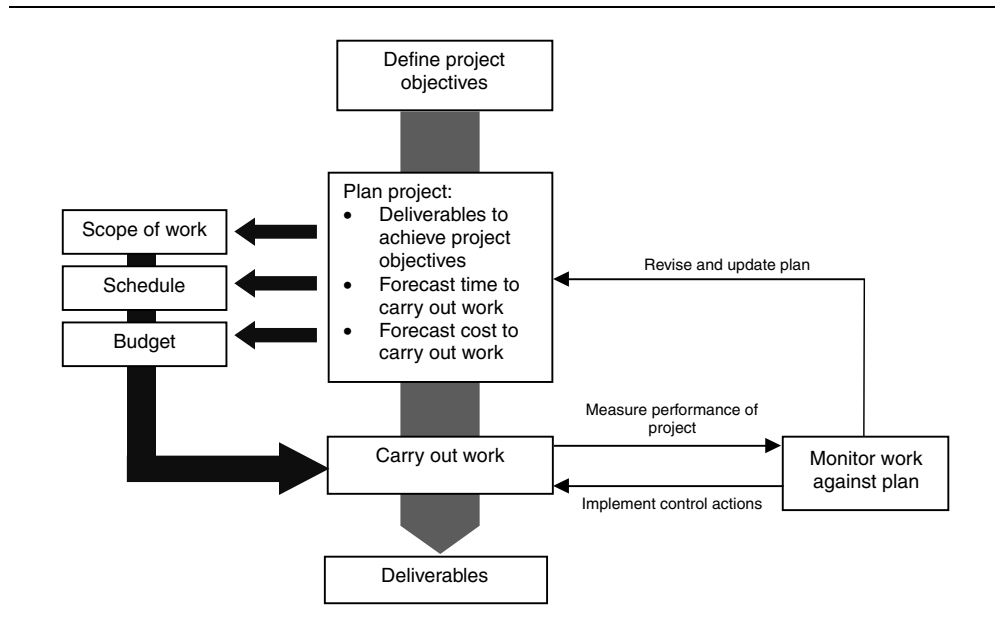 Define project
objectives
Plan project:
• Deliverables to
achieve project
objectives
• Forecast time to
carry out work
• Forecast cost to
carry out work
Scope of work
Schedule
Budget
Revise and update plan
Measure performance of
project
Carry out work
Monitor work
against plan
Implement control actions
Deliverables